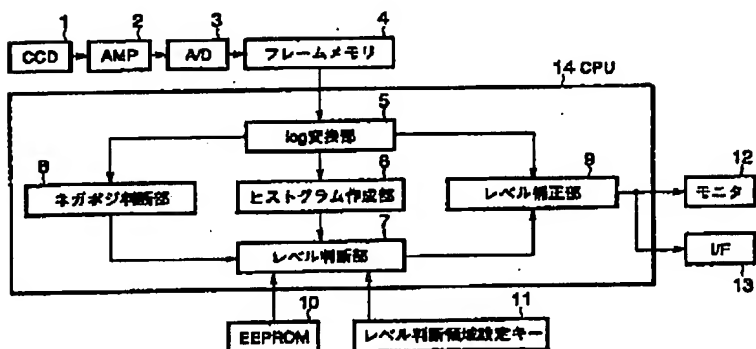 1 2 3 4
CCD AMP A/D フレームメモリ
14 CPU
5
log変換部
8 6 9 12
ネガポジ判断部 ヒストグラム作成部 レベル補正部 モニタ
7
レベル判断部 I/F
13
10 11
EEPROM レベル判断領域設定キー